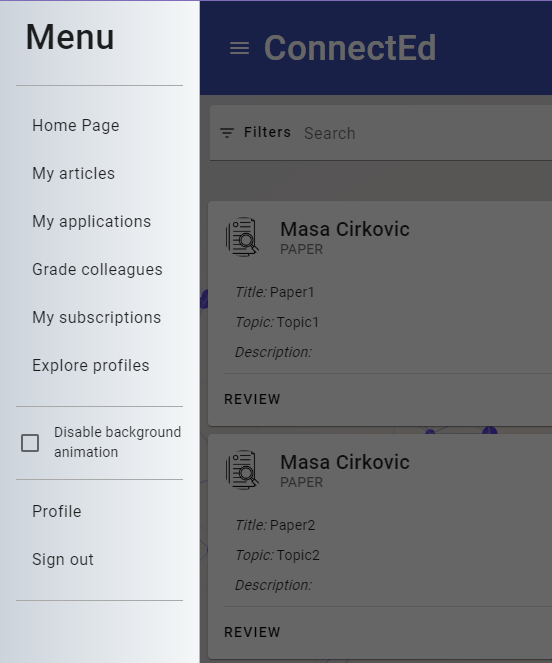 Menu
Home Page
My articles
My applications
Grade colleagues
My subscriptions
Explore profiles
Disable background
animation
Profile
Sign out
ConnectEd
Filters Search
Masa Cirkovic
PAPER
Title: Paper1
Topic: Topic1
Description:
REVIEW
Masa Cirkovic
PAPER
Title: Paper2
Topic: Topic2
Description:
REVIEW